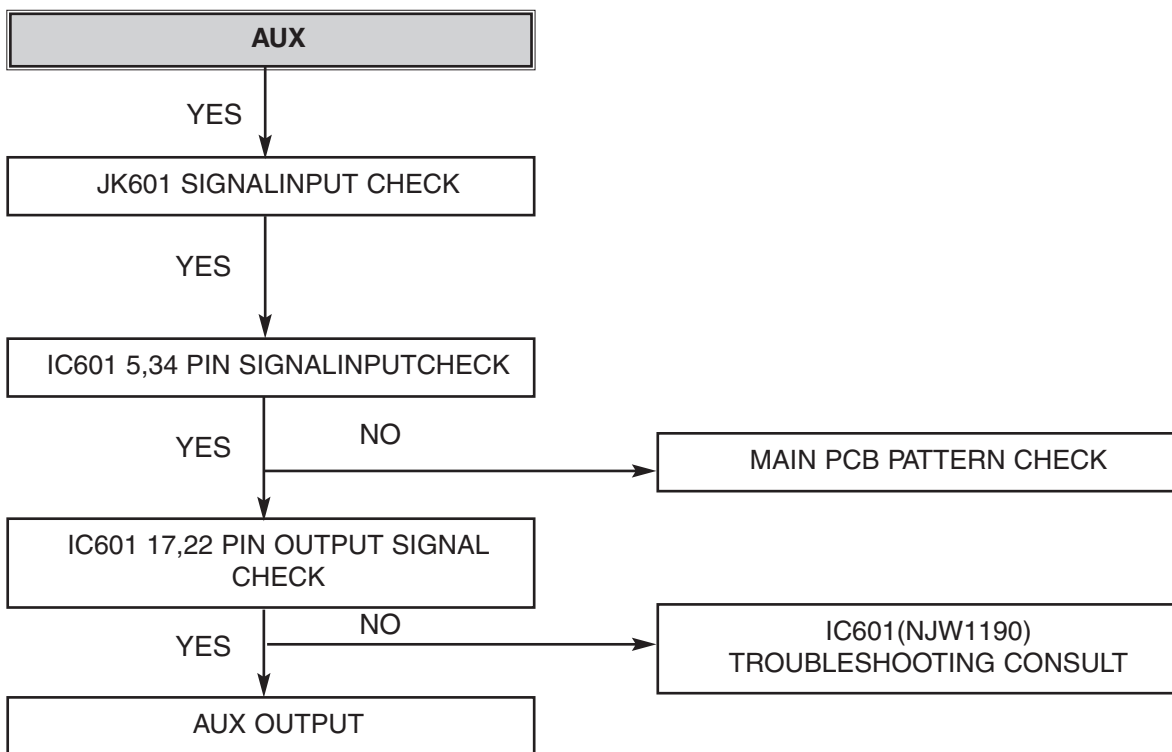 AUX
YES
JK601 SIGNALINPUT CHECK
YES
IC601 5,34 PIN SIGNALINPUTCHECK
YES
NO
MAIN PCB PATTERN CHECK
IC601 17,22 PIN OUTPUT SIGNAL
CHECK
YES
NO
IC601(NJW1190)
TROUBLESHOOTING CONSULT
AUX OUTPUT